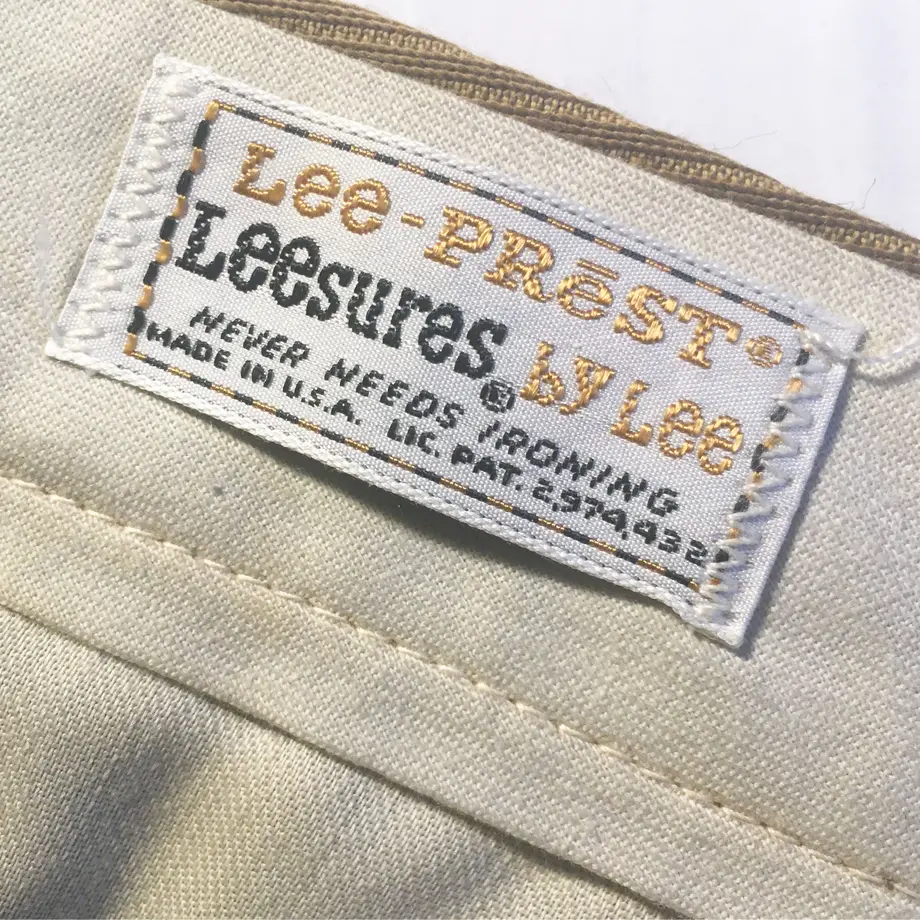 Lee-PRēST®
Leesures® by Lee
NEVER NEEDS IRONING
MADE IN U.S.A. LIC. PAT. 2,974,432